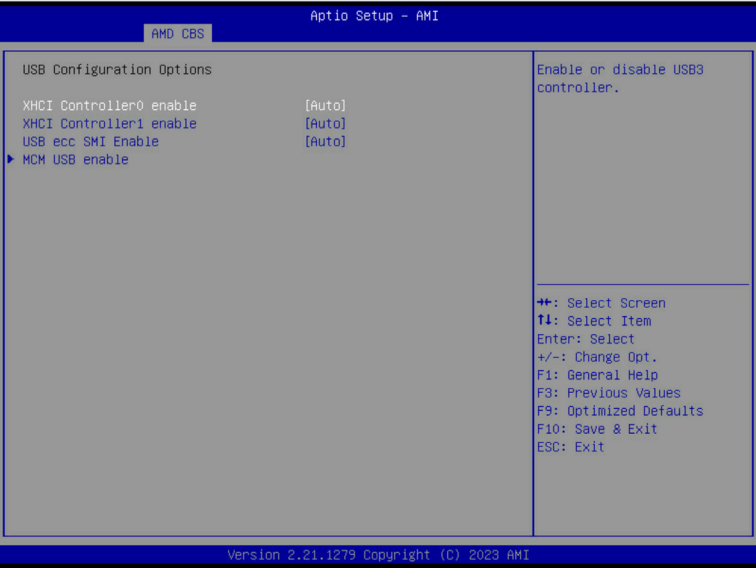 Aptio Setup – AMI
AMD CBS
USB Configuration Options
XHCI Controller0 enable [Auto]
XHCI Controller1 enable [Auto]
USB ecc SMI Enable [Auto]
MCM USB enable
Enable or disable USB3
controller.
→←: Select Screen
↑↓: Select Item
Enter: Select
+/-: Change Opt.
F1: General Help
F3: Previous Values
F9: Optimized Defaults
F10: Save & Exit
ESC: Exit
Version 2.21.1279 Copyright (C) 2023 AMI